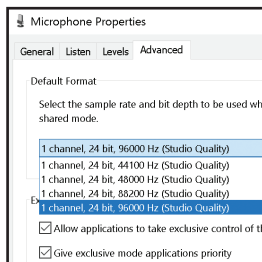 Microphone Properties
General Listen Levels Advanced
Default Format
Select the sample rate and bit depth to be used
shared mode.
1 channel, 24 bit, 96000 Hz (Studio Quality)
1 channel, 24 bit, 44100 Hz (Studio Quality)
1 channel, 24 bit, 48000 Hz (Studio Quality)
1 channel, 24 bit, 88200 Hz (Studio Quality)
1 channel, 24 bit, 96000 Hz (Studio Quality)
Allow applications to take exclusive control of
Give exclusive mode applications priority